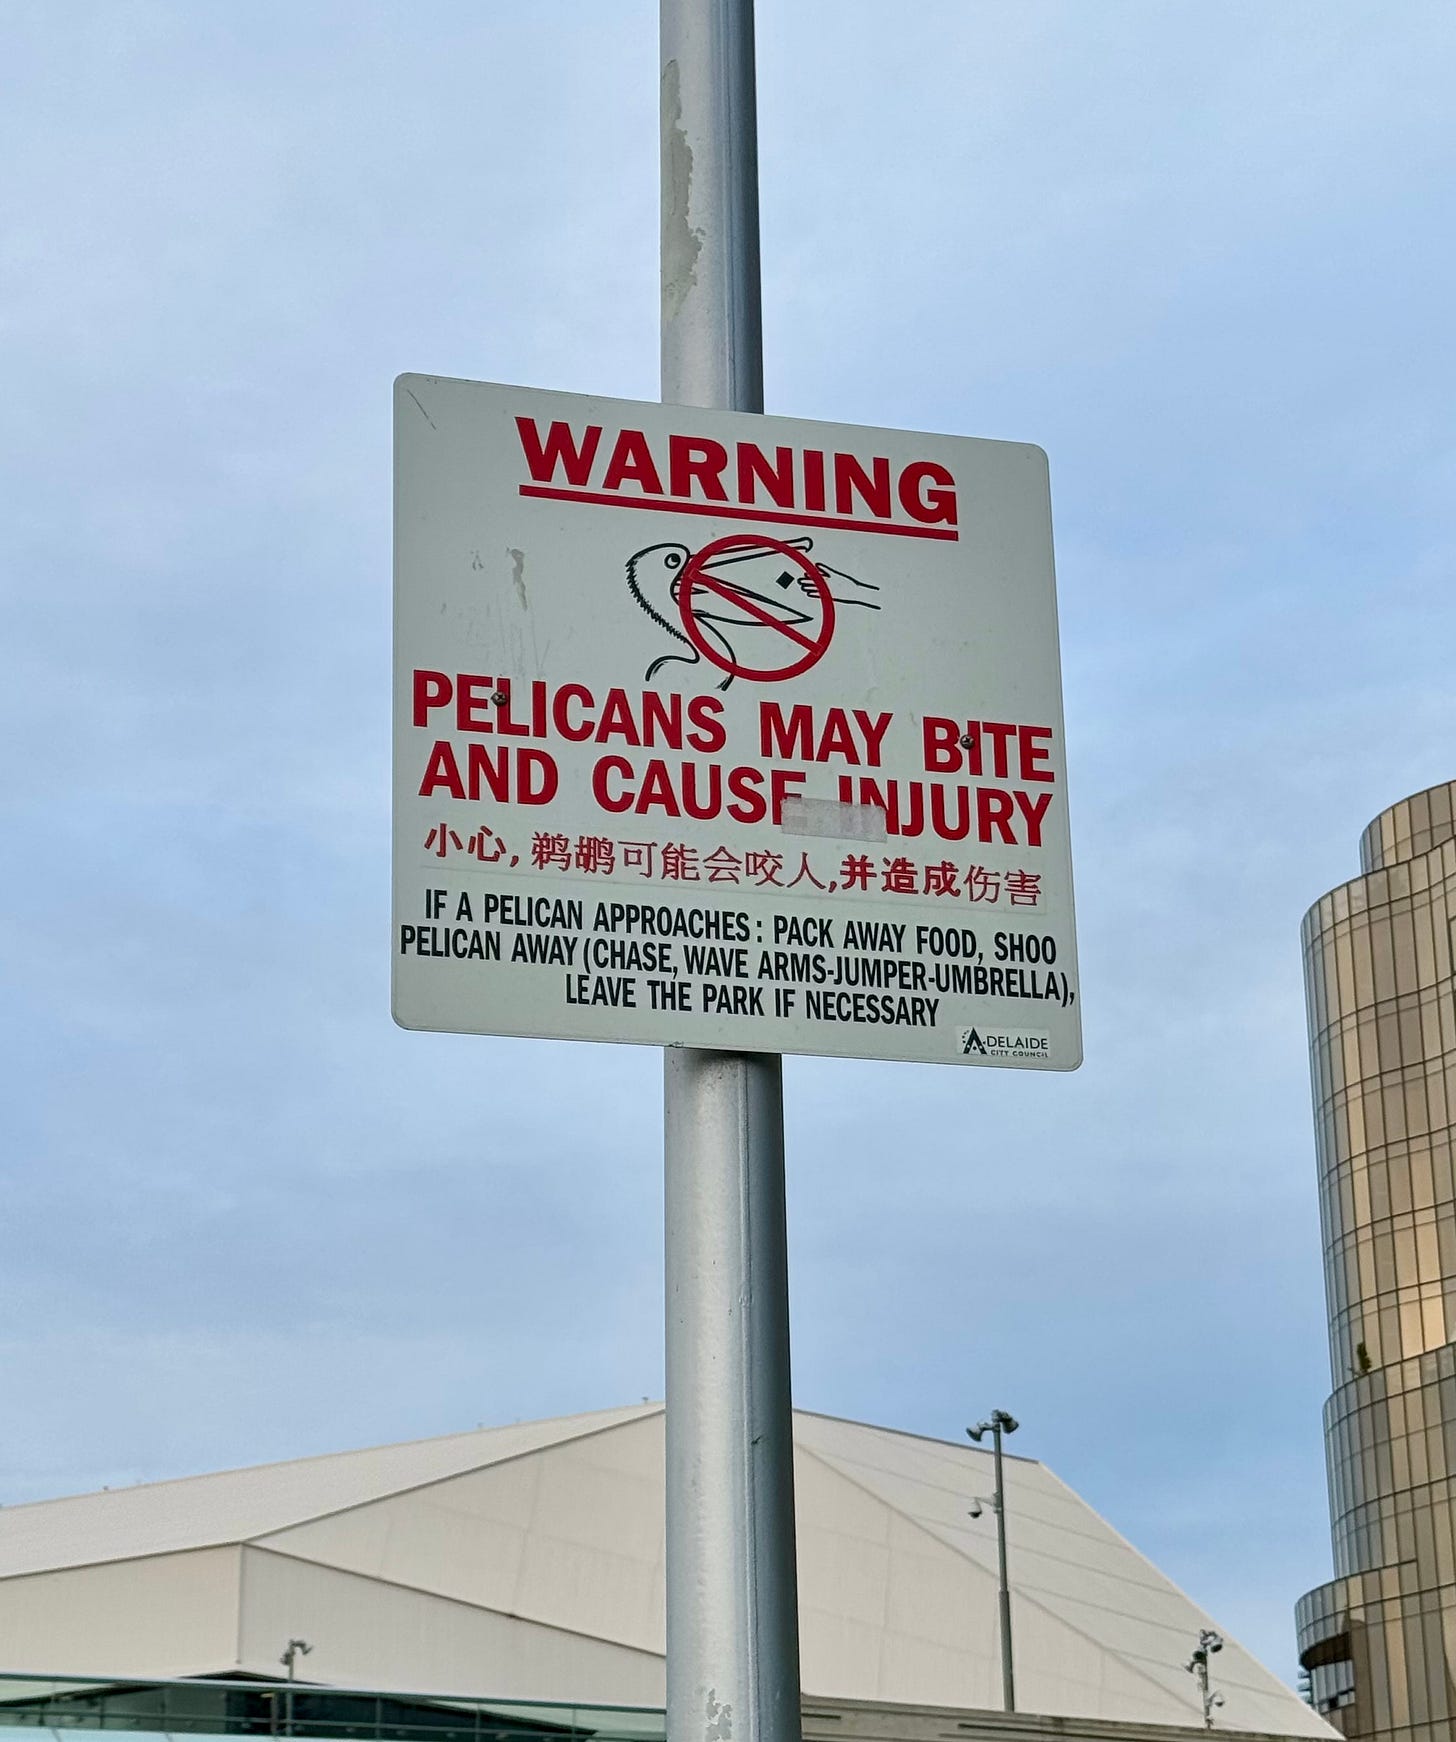 WARNING
PELICANS MAY BITE
AND CAUSE INJURY
小心, 鹈鹕可能会咬人,并造成伤害
IF A PELICAN APPROACHES: PACK AWAY FOOD, SHOO
PELICAN AWAY (CHASE, WAVE ARMS-JUMPER-UMBRELLA),
LEAVE THE PARK IF NECESSARY
ADELAIDE
CITY COUNCIL